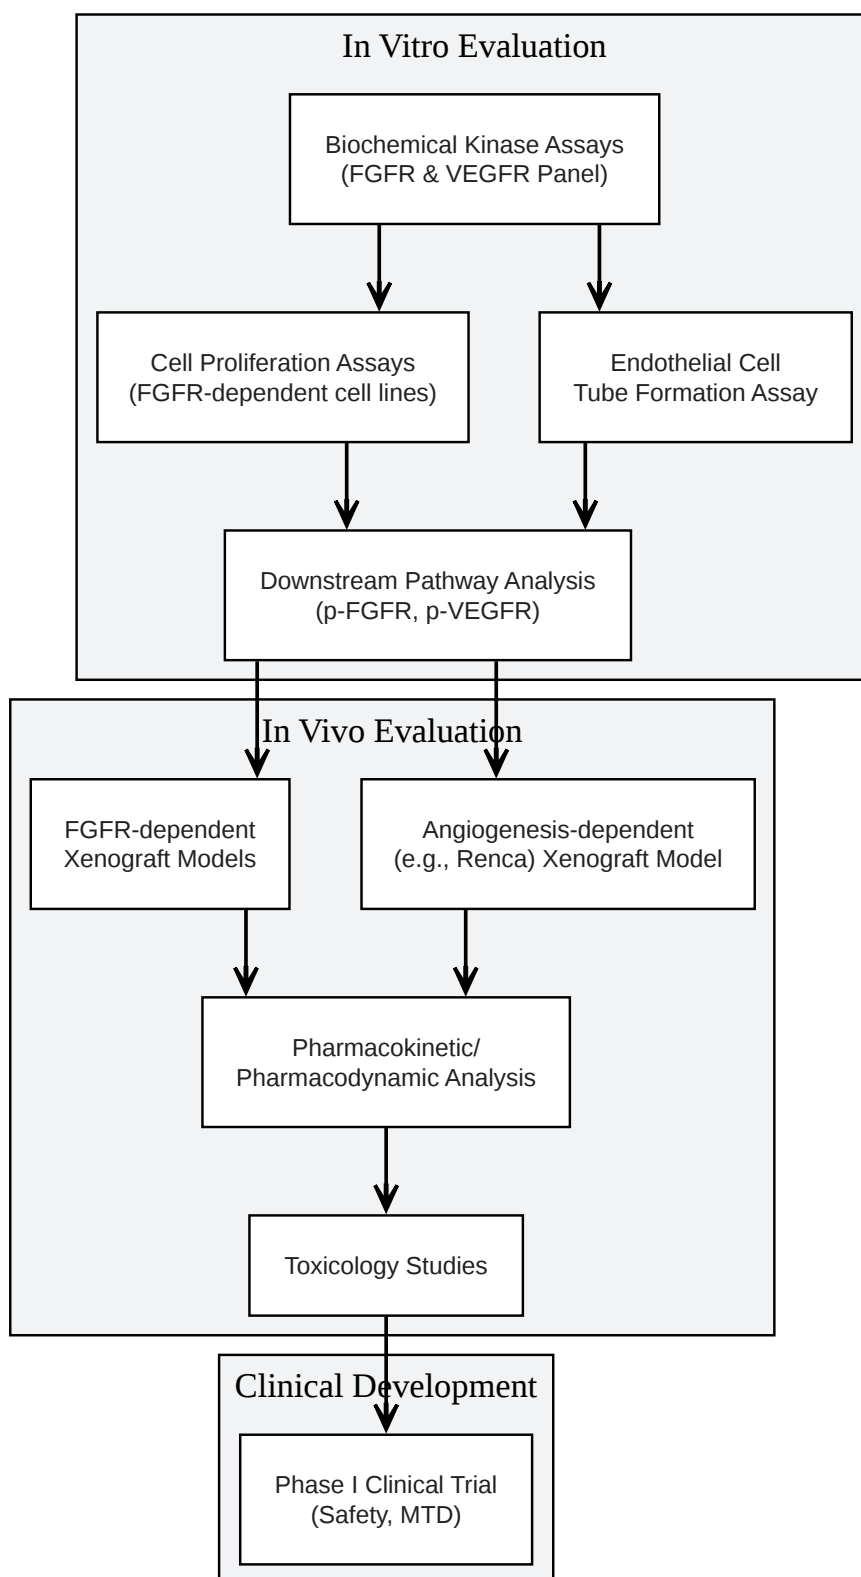 In Vitro Evaluation
Biochemical Kinase Assays
(FGFR & VEGFR Panel)
Cell Proliferation Assays
(FGFR-dependent cell lines)
Endothelial Cell
Tube Formation Assay
Downstream Pathway Analysis
(p-FGFR, p-VEGFR)
In Vivo Evaluation
FGFR-dependent
Xenograft Models
Angiogenesis-dependent
(e.g., Renca) Xenograft Model
Pharmacokinetic/
Pharmacodynamic Analysis
Toxicology Studies
Clinical Development
Phase I Clinical Trial
(Safety, MTD)